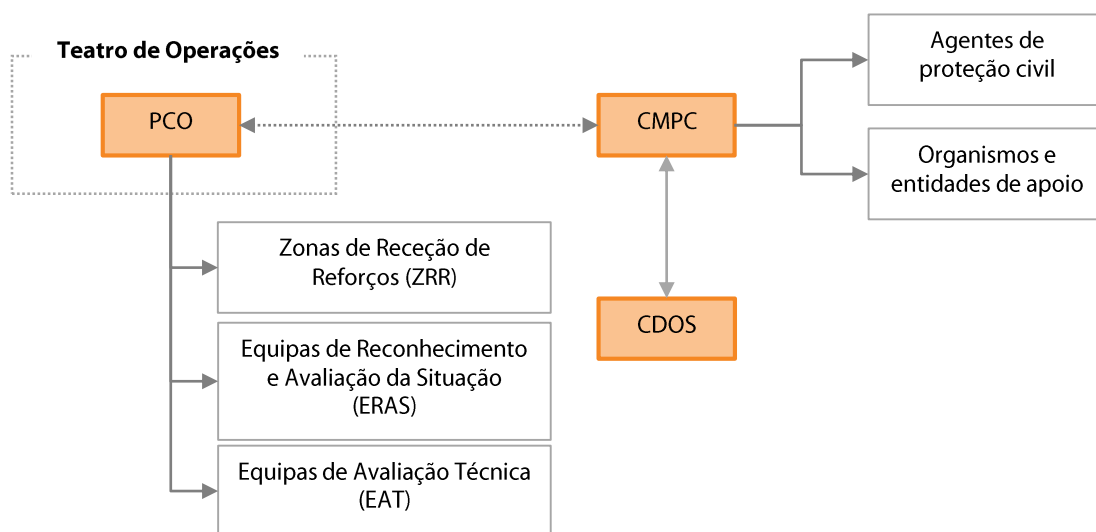 Teatro de Operações
PCO
CMPC
Agentes de
proteção civil
Organismos e
entidades de apoio
Zonas de Receção de
Reforços (ZRR)
CDOS
Equipas de Reconhecimento
e Avaliação da Situação
(ERAS)
Equipas de Avaliação Técnica
(EAT)